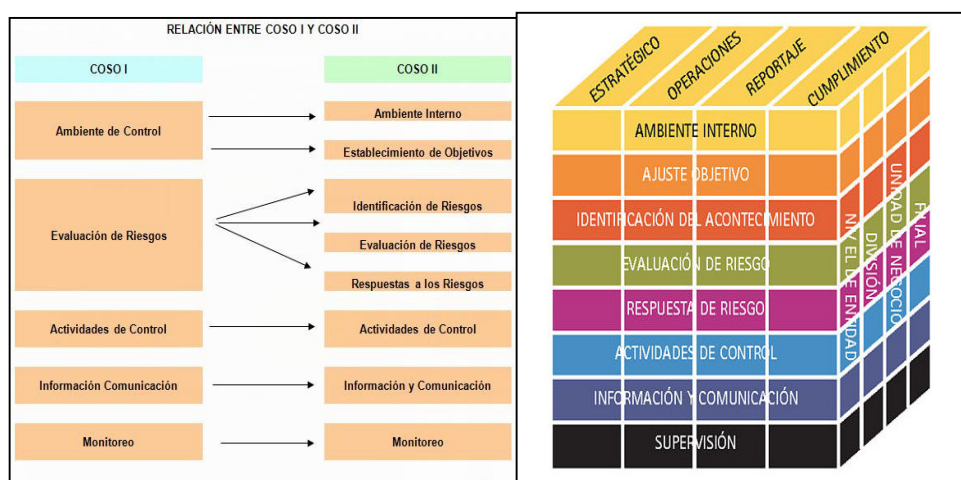 RELACIÓN ENTRE COSO I Y COSO II
COSO I
COSO II
Ambiente de Control
Ambiente Interno
Establecimiento de Objetivos
Evaluación de Riesgos
Identificación de Riesgos
Evaluación de Riesgos
Respuestas a los Riesgos
Actividades de Control
Actividades de Control
Información Comunicación
Información y Comunicación
Monitoreo
Monitoreo
ESTRATÉGICO
OPERACIONES
REPORTAJE
CUMPLIMIENTO
AMBIENTE INTERNO
AJUSTE OBJETIVO
IDENTIFICACIÓN DEL ACONTECIMIENTO
EVALUACIÓN DE RIESGO
RESPUESTA DE RIESGO
ACTIVIDADES DE CONTROL
INFORMACIÓN Y COMUNICACIÓN
SUPERVISIÓN
NIVEL DE ENTIDAD
DIVISIÓN
UNIDAD DE NEGOCIO
FILIAL